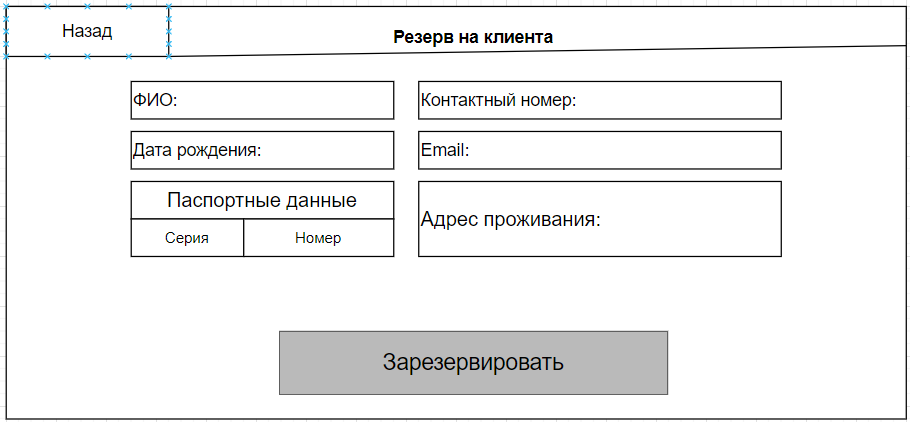 Назад
Резерв на клиента
ФИО:
Контактный номер:
Дата рождения:
Email:
Паспортные данные
Серия
Номер
Адрес проживания:
Зарезервировать